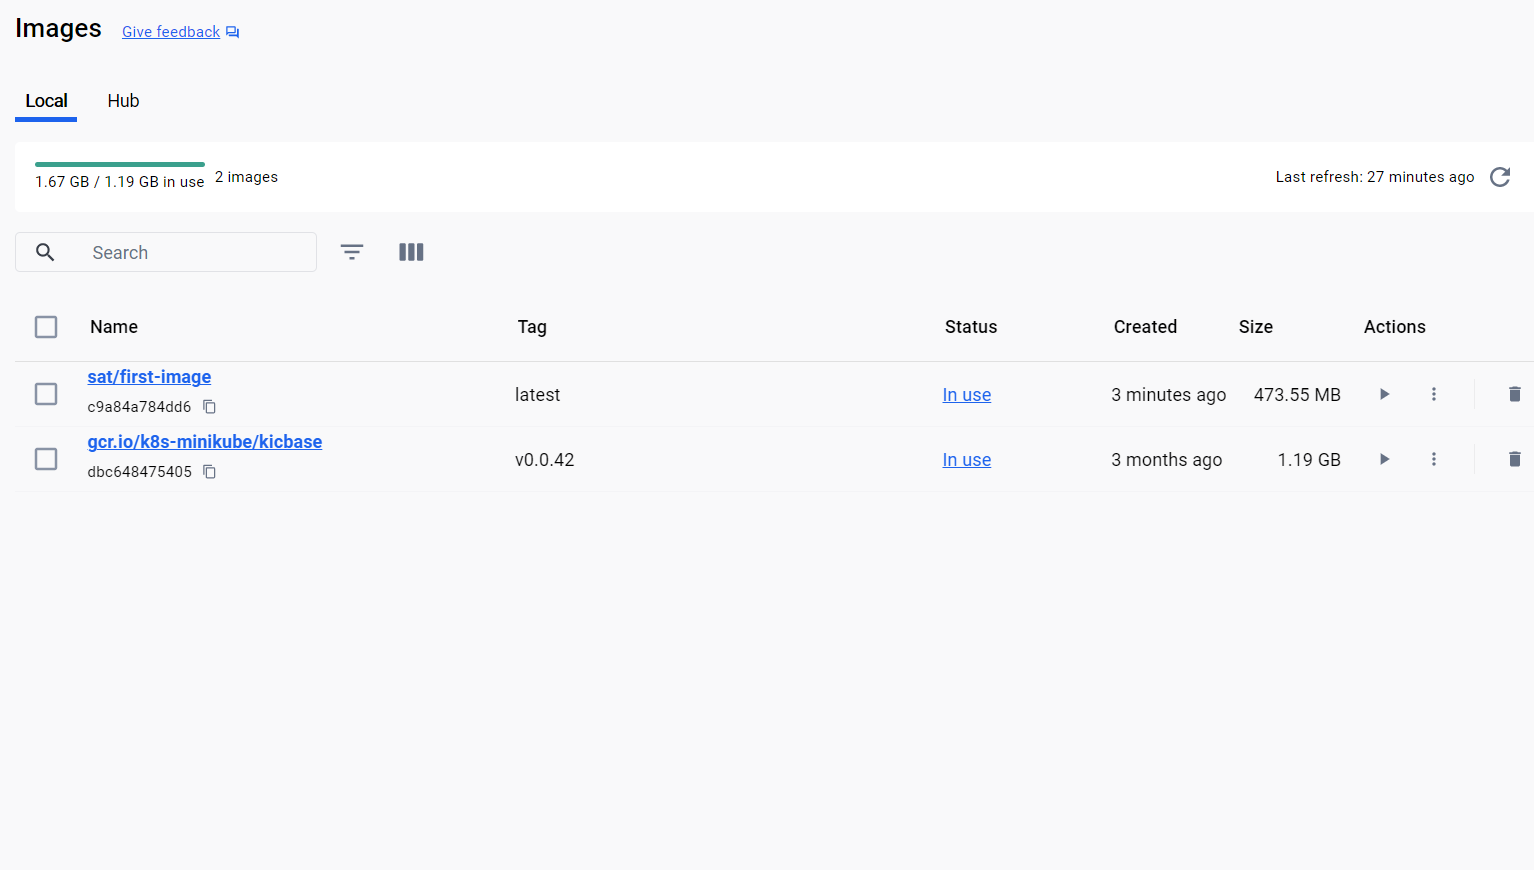 Images Give feedback
Local Hub
1.67 GB / 1.19 GB in use 2 images Last refresh: 27 minutes ago
Search
Name Tag Status Created Size Actions
sat/first-image
c9a84a784dd6 latest In use 3 minutes ago 473.55 MB
gcr.io/k8s-minikube/kicbase
dbc648475405 v0.0.42 In use 3 months ago 1.19 GB